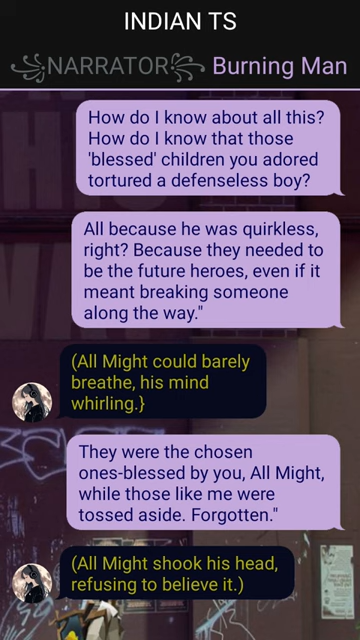 INDIAN TS
NARRATOR Burning Man
How do I know about all this?
How do I know that those
'blessed' children you adored
tortured a defenseless boy?
All because he was quirkless,
right? Because they needed to
be the future heroes, even if it
meant breaking someone
along the way."
(All Might could barely
breathe, his mind
whirling.}
They were the chosen
ones-blessed by you, All Might,
while those like me were
tossed aside. Forgotten."
(All Might shook his head,
refusing to believe it.)